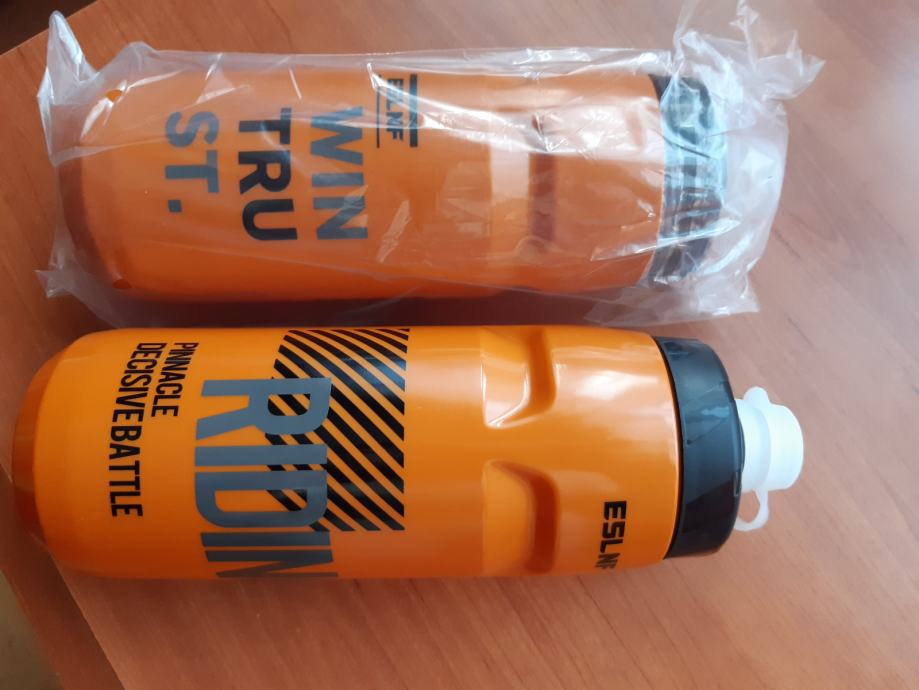 ESLNF
WIN
TRU
ST.
ESLNF
RIDIN
PINNACLE
DECISIVE BATTLE